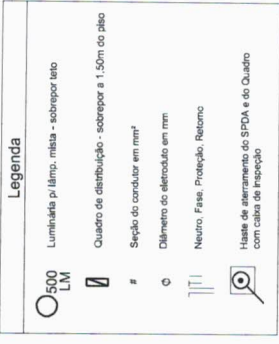 Legenda
500 LM Luminária p/ lâmp, mista - sobrepor teto
Quadro de distribuição - sobrepor a 1,50m do piso
# Seção do condutor em mm²
Ø Diâmetro do eletroduto em mm
Neutro, Fase, Proteção, Retorno
Haste de aterramento do SPDA e do Quadro
com caixa de inspeção